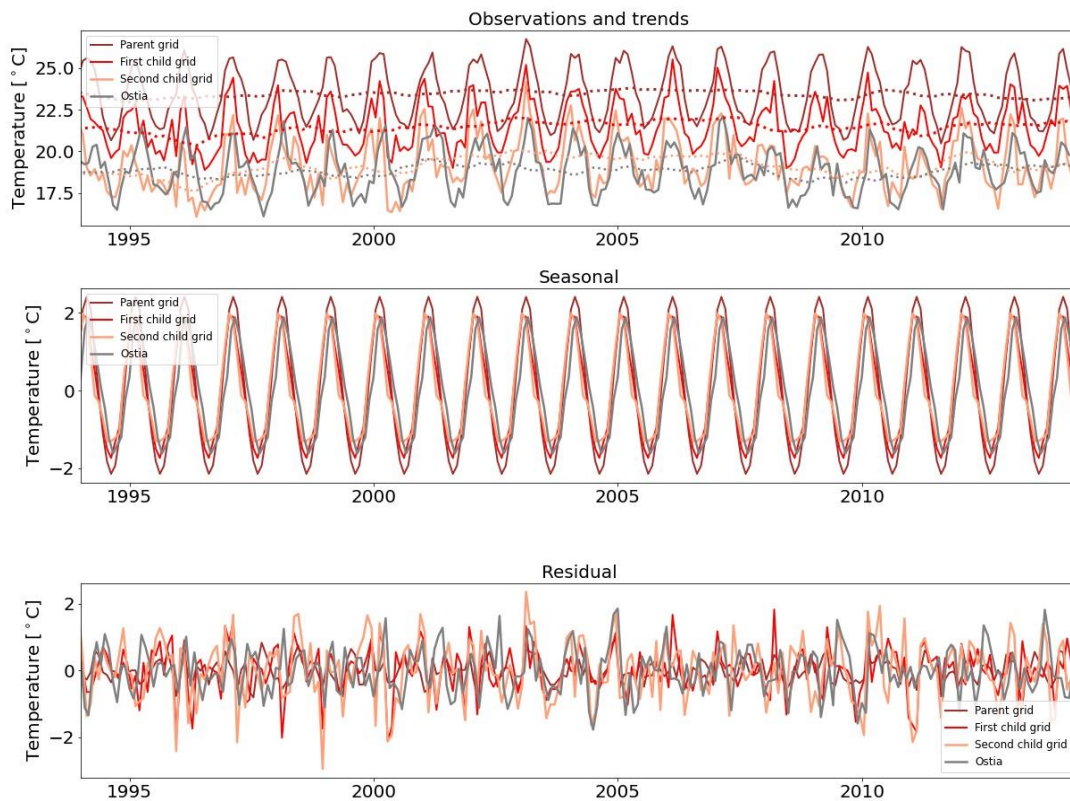 Observations and trends
Temperature [°C]
25.0
22.5
20.0
17.5
Parent grid
First child grid
Second child grid
Ostia
1995
2000
2005
2010
Seasonal
Temperature [°C]
2
0
−2
Parent grid
First child grid
Second child grid
Ostia
1995
2000
2005
2010
Residual
Temperature [°C]
2
0
−2
Parent grid
First child grid
Second child grid
Ostia
1995
2000
2005
2010